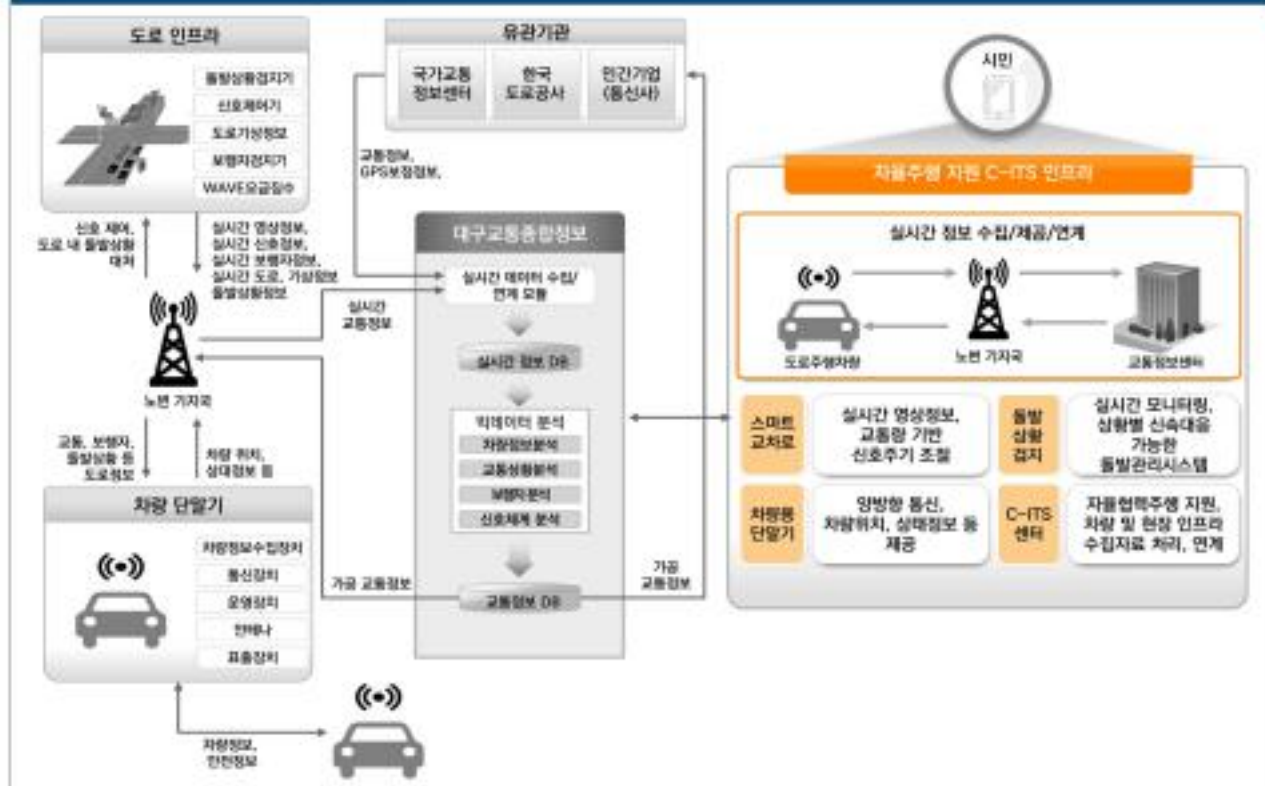 도로 인프라
돌발상황검지기
신호제어기
도로기상정보
보행자검지기
WAVE요금징수
유관기관
국가교통
정보센터
한국
도로공사
민간기업
(통신사)
교통정보,
GPS보정정보,
신호 제어,
도로 내 돌발상황
대처
실시간 영상정보,
실시간 신호정보,
실시간 보행자정보,
실시간 도로, 기상정보
돌발상황정보
노변 기지국
실시간
교통정보
교통, 보행자,
돌발상황 등
도로정보
차량 위치,
상태정보 등
차량 단말기
차량정보수집장치
통신장치
운영장치
안테나
표출장치
차량정보,
안전정보
대구교통종합정보
실시간 데이터 수집/
연계 모듈
실시간 정보 DB
빅데이터 분석
차량정보분석
교통상황분석
보행자분석
신호체계 분석
교통정보 DB
가공 교통정보
가공
교통정보
시민
자율주행 지원 C-ITS 인프라
실시간 정보 수집/제공/연계
도로주행차량
노변 기지국
교통정보센터
스마트
교차로
실시간 영상정보,
교통량 기반
신호주기 조절
돌발
상황
검지
실시간 모니터링,
상황별 신속대응
가능한
돌발관리시스템
차량용
단말기
양방향 통신,
차량위치, 상태정보 등
제공
C-ITS
센터
자율협력주행 지원,
차량 및 현장 인프라
수집자료 처리, 연계